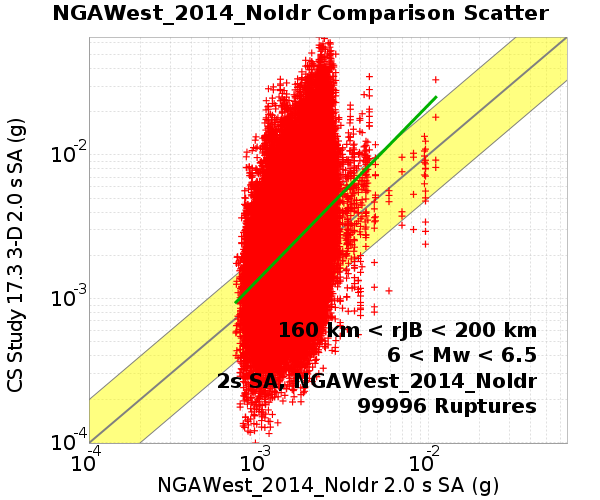 NGAWest_2014_NoIdr Comparison Scatter
CS Study 17.3 3-D 2.0 s SA (g)
10-2
10-3
10-4
160 km < rJB < 200 km
6 < Mw < 6.5
2s SA, NGAWest_2014_NoIdr
99996 Ruptures
10-4
10-3
10-2
NGAWest_2014_NoIdr 2.0 s SA (g)